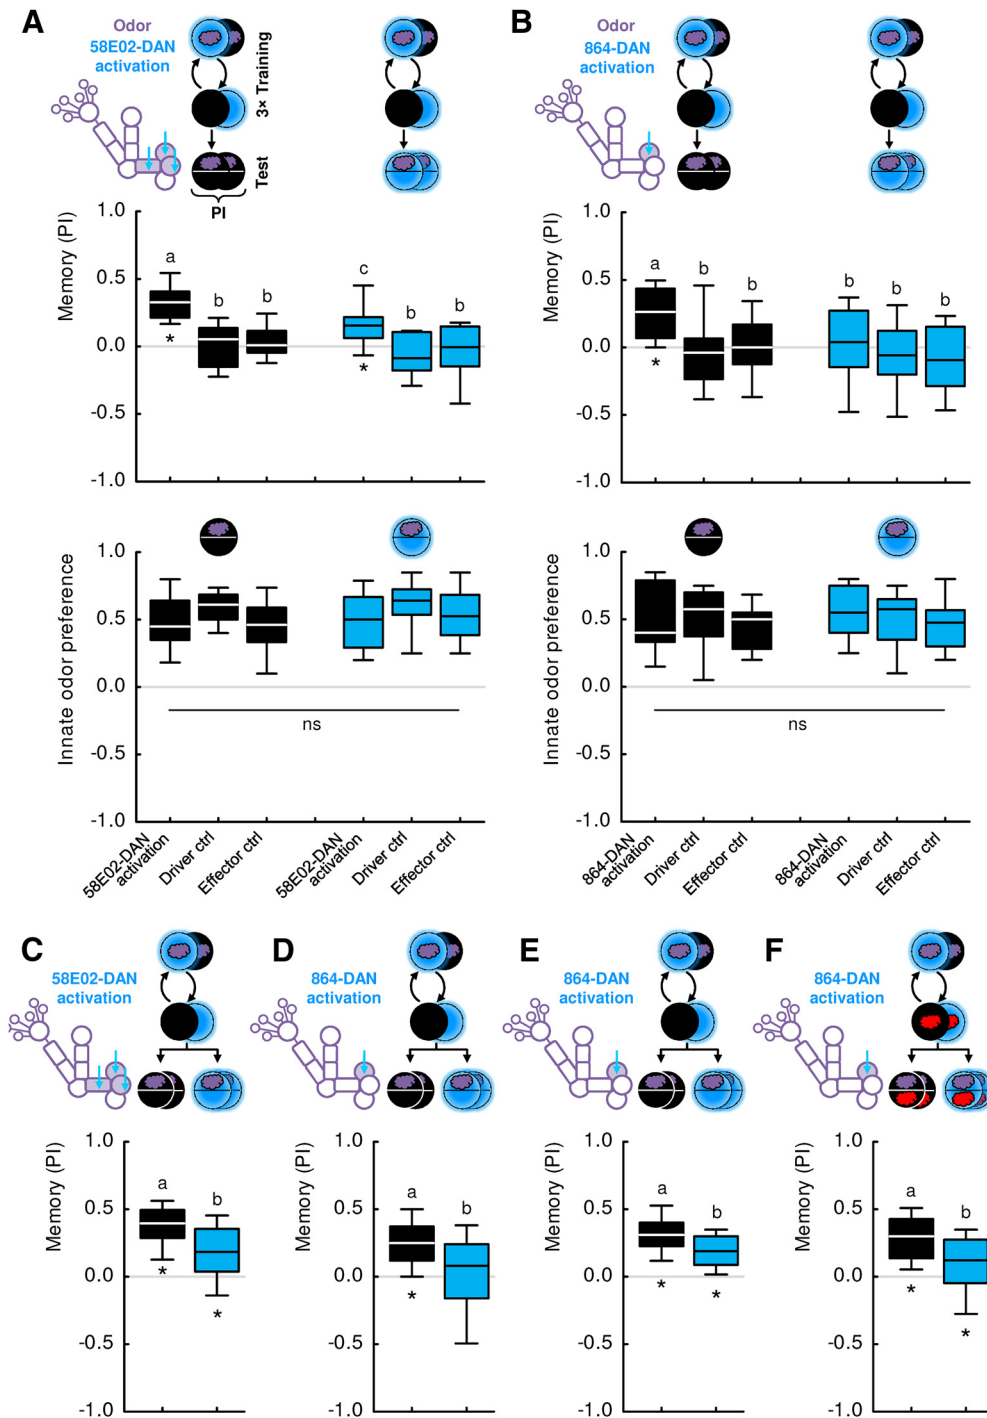 A
Odor
58E02-DAN
activation
3× Training
Test
PI
B
Odor
864-DAN
activation
Memory (PI)
1.0
0.5
0.0
-0.5
-1.0
a
b
b
c
b
b
*
*
Memory (PI)
1.0
0.5
0.0
-0.5
-1.0
a
b
b
b
b
b
*
Innate odor preference
1.0
0.5
0.0
-0.5
-1.0
ns
58E02-DAN
activation
Driver ctrl
Effector ctrl
58E02-DAN
activation
Driver ctrl
Effector ctrl
Innate odor preference
1.0
0.5
0.0
-0.5
-1.0
ns
864-DAN
activation
Driver ctrl
Effector ctrl
864-DAN
activation
Driver ctrl
Effector ctrl
C
58E02-DAN
activation
Memory (PI)
1.0
0.5
0.0
-0.5
-1.0
a
b
*
*
D
864-DAN
activation
Memory (PI)
1.0
0.5
0.0
-0.5
-1.0
a
b
*
E
864-DAN
activation
Memory (PI)
1.0
0.5
0.0
-0.5
-1.0
a
b
*
*
F
864-DAN
activation
Memory (PI)
1.0
0.5
0.0
-0.5
-1.0
a
b
*
*